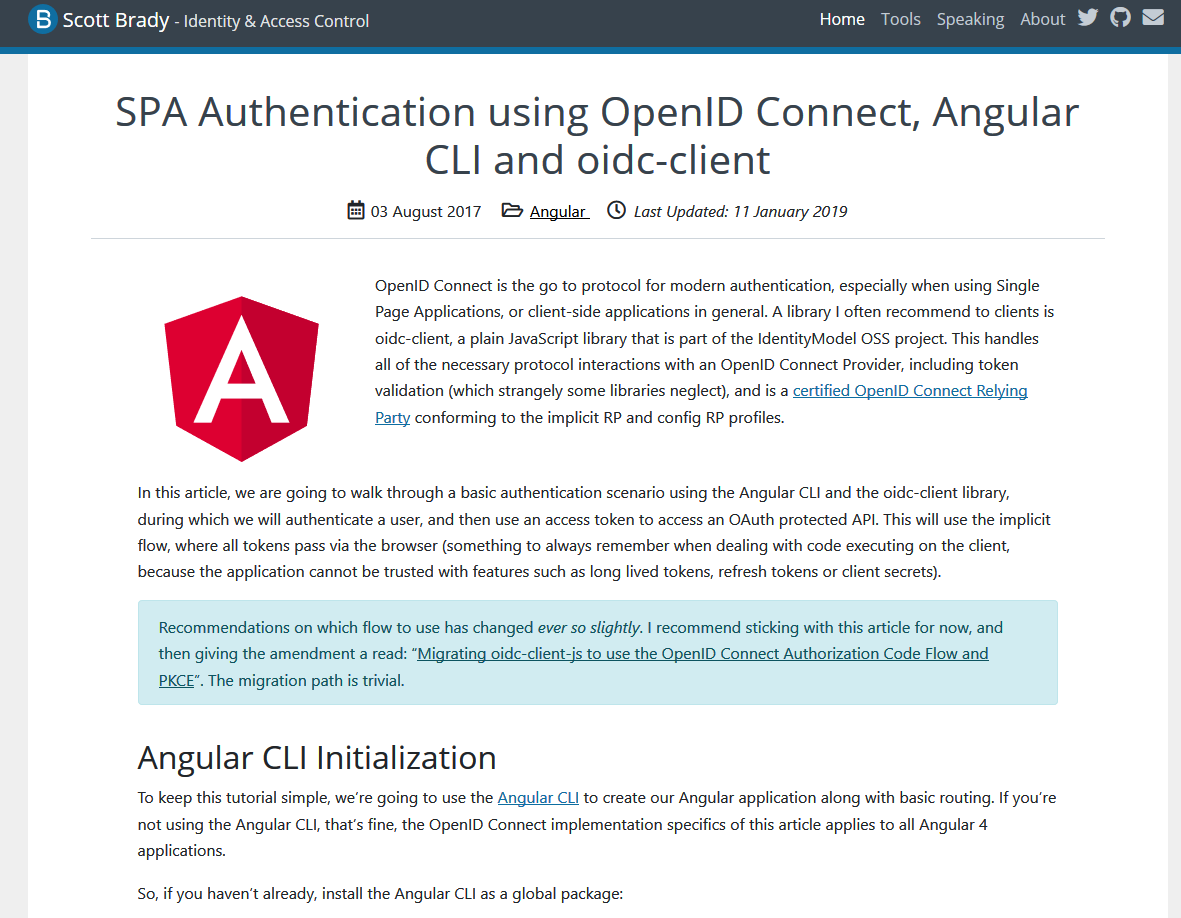 B Scott Brady - Identity & Access Control
Home Tools Speaking About
SPA Authentication using OpenID Connect, Angular
CLI and oidc-client
03 August 2017 Angular Last Updated: 11 January 2019
A
OpenID Connect is the go to protocol for modern authentication, especially when using Single
Page Applications, or client-side applications in general. A library I often recommend to clients is
oidc-client, a plain JavaScript library that is part of the IdentityModel OSS project. This handles
all of the necessary protocol interactions with an OpenID Connect Provider, including token
validation (which strangely some libraries neglect), and is a certified OpenID Connect Relying
Party conforming to the implicit RP and config RP profiles.
In this article, we are going to walk through a basic authentication scenario using the Angular CLI and the oidc-client library,
during which we will authenticate a user, and then use an access token to access an OAuth protected API. This will use the implicit
flow, where all tokens pass via the browser (something to always remember when dealing with code executing on the client,
because the application cannot be trusted with features such as long lived tokens, refresh tokens or client secrets).
Recommendations on which flow to use has changed ever so slightly. I recommend sticking with this article for now, and
then giving the amendment a read: “Migrating oidc-client-js to use the OpenID Connect Authorization Code Flow and
PKCE“. The migration path is trivial.
Angular CLI Initialization
To keep this tutorial simple, we’re going to use the Angular CLI to create our Angular application along with basic routing. If you’re
not using the Angular CLI, that’s fine, the OpenID Connect implementation specifics of this article applies to all Angular 4
applications.
So, if you haven’t already, install the Angular CLI as a global package: